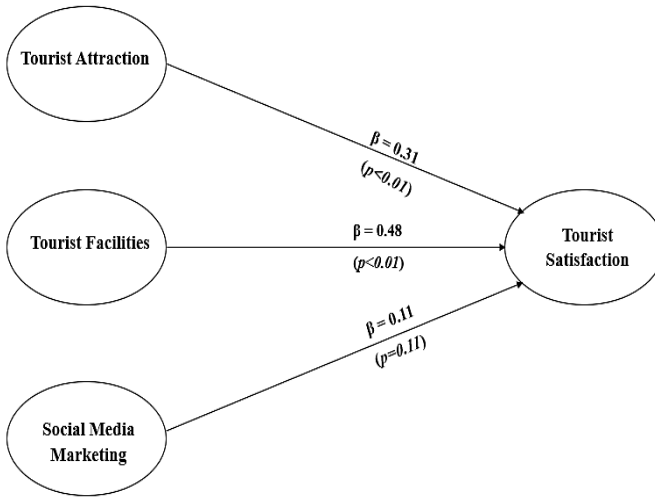 Tourist Attraction
β = 0.31
(p<0.01)
Tourist Facilities
β = 0.48
(p<0.01)
Tourist
Satisfaction
β = 0.11
(p=0.11)
Social Media
Marketing